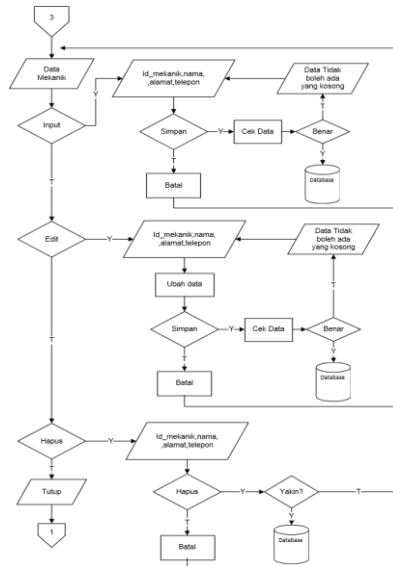 3
Data
Mekanik
Id_mekanik,nama,
,alamat,telepon
Data Tidak
boleh ada
yang kosong
Y
T
Input
Simpan
Y
Cek Data
Benar
T
Y
Batal
Database
T
Edit
Y
Id_mekanik,nama,
,alamat,telepon
Data Tidak
boleh ada
yang kosong
Ubah data
T
Simpan
Y
Cek Data
Benar
T
Y
Batal
Database
T
Hapus
Y
Id_mekanik,nama,
,alamat,telepon
T
Tutup
Hapus
Y
Yakin?
T
T
Y
1
Batal
Database